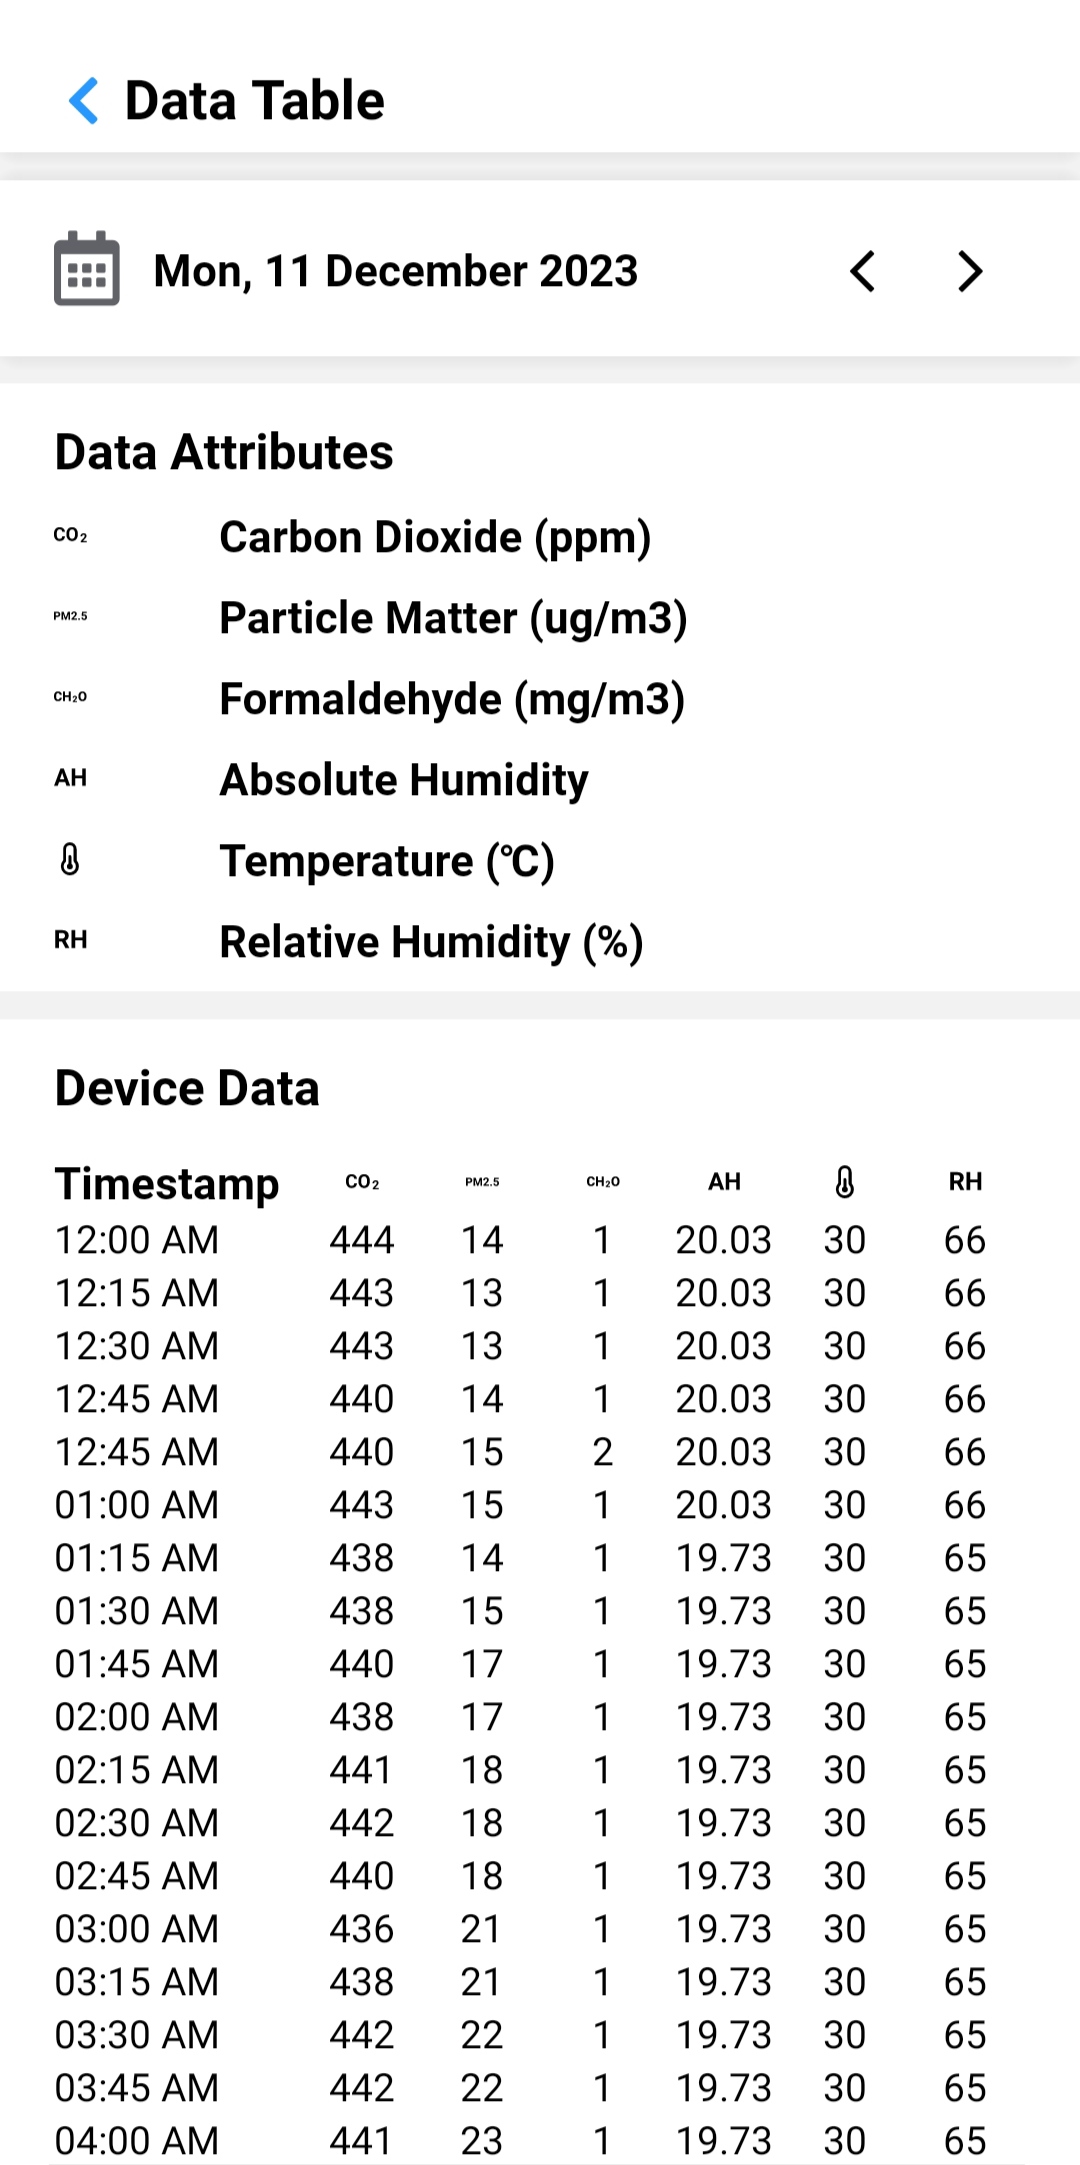 Data Table
Mon, 11 December 2023
Data Attributes
CO₂ Carbon Dioxide (ppm)
PM2.5 Particle Matter (ug/m3)
CH₂O Formaldehyde (mg/m3)
AH Absolute Humidity
Temperature (°C)
RH Relative Humidity (%)
Device Data
Timestamp CO₂ PM2.5 CH₂O AH RH
12:00 AM 444 14 1 20.03 30 66
12:15 AM 443 13 1 20.03 30 66
12:30 AM 443 13 1 20.03 30 66
12:45 AM 440 14 1 20.03 30 66
12:45 AM 440 15 2 20.03 30 66
01:00 AM 443 15 1 20.03 30 66
01:15 AM 438 14 1 19.73 30 65
01:30 AM 438 15 1 19.73 30 65
01:45 AM 440 17 1 19.73 30 65
02:00 AM 438 17 1 19.73 30 65
02:15 AM 441 18 1 19.73 30 65
02:30 AM 442 18 1 19.73 30 65
02:45 AM 440 18 1 19.73 30 65
03:00 AM 436 21 1 19.73 30 65
03:15 AM 438 21 1 19.73 30 65
03:30 AM 442 22 1 19.73 30 65
03:45 AM 442 22 1 19.73 30 65
04:00 AM 441 23 1 19.73 30 65